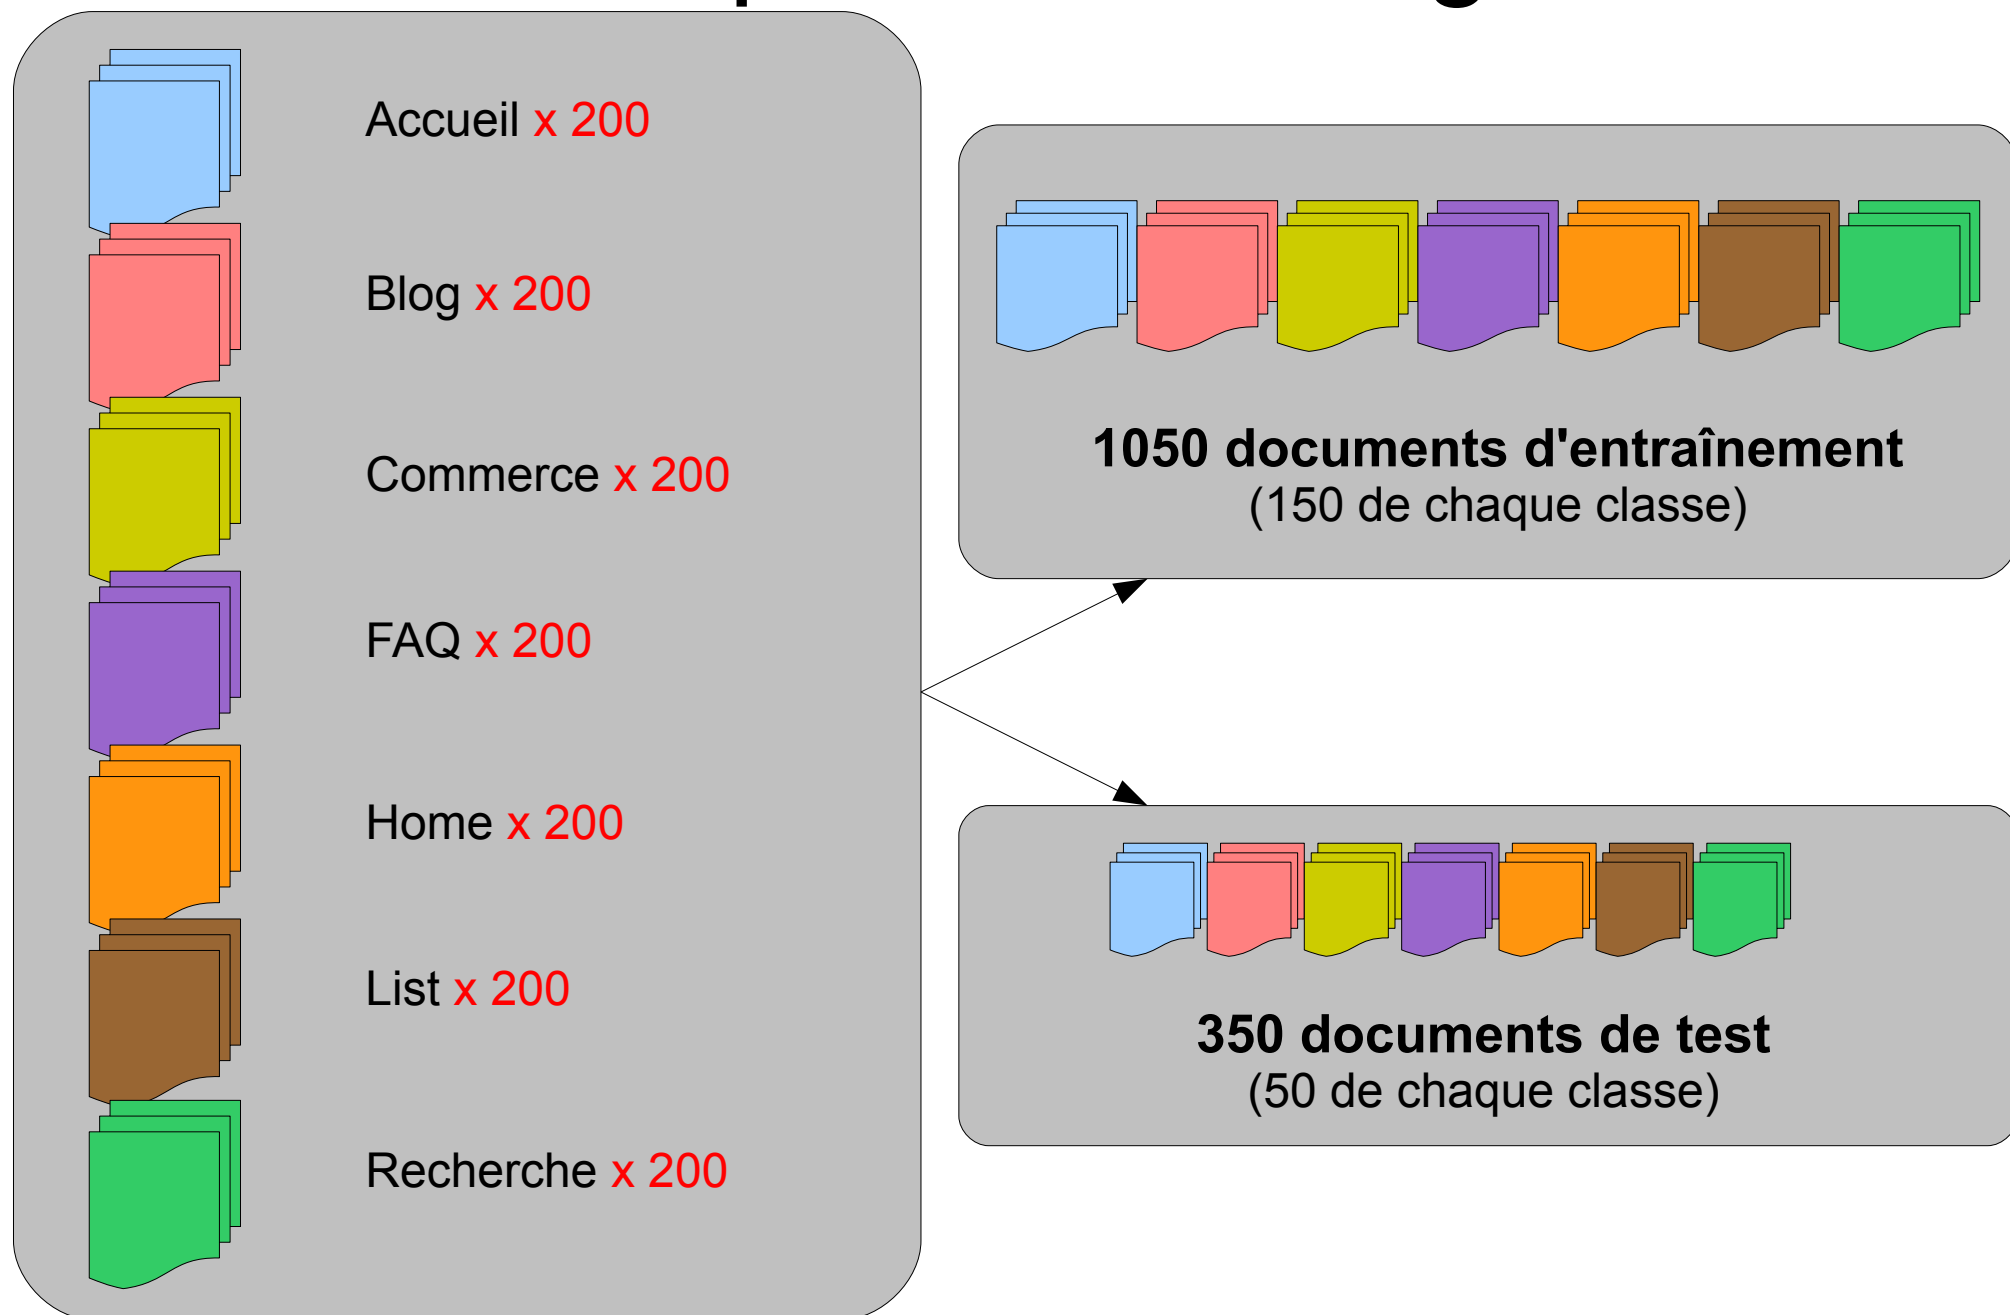 Accueil x 200
Blog x 200
Commerce x 200
FAQ x 200
Home x 200
List x 200
Recherche x 200
1050 documents d'entraînement
(150 de chaque classe)
350 documents de test
(50 de chaque classe)